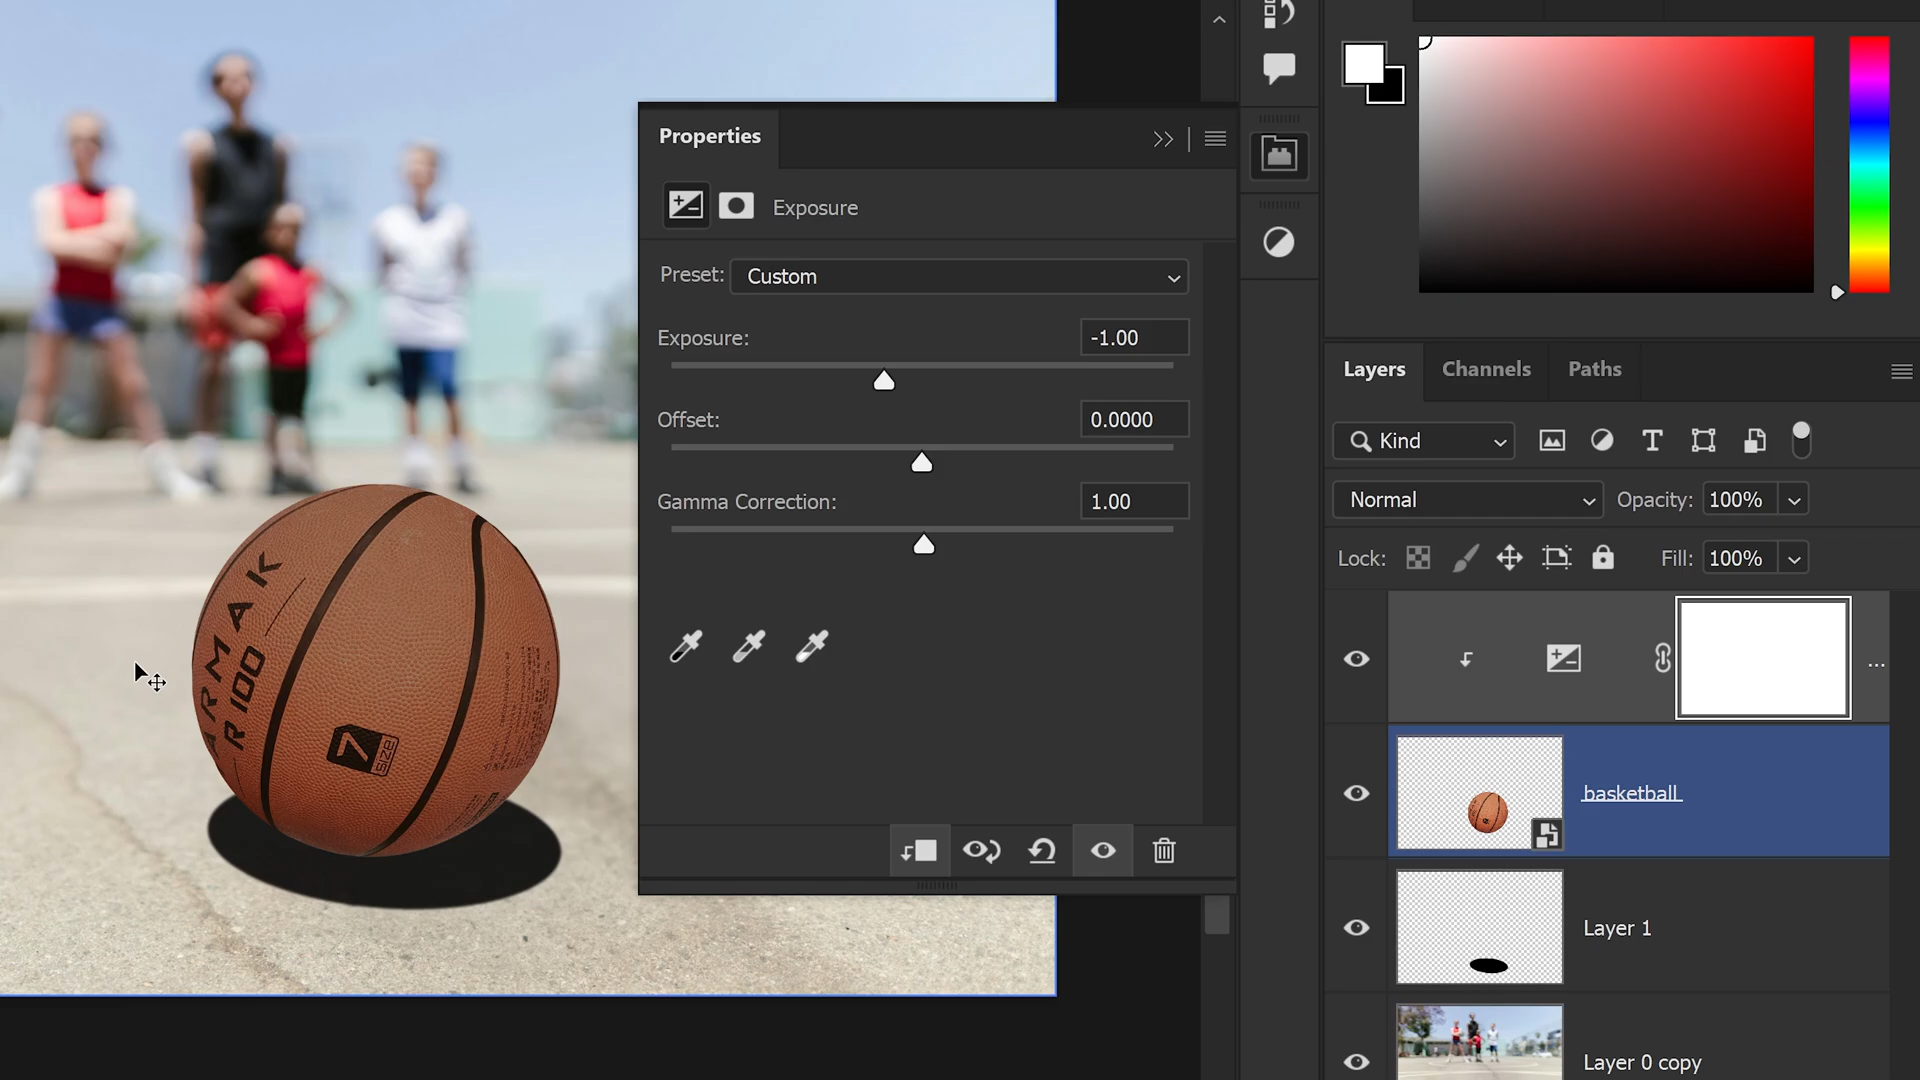 Properties
Exposure
Preset: Custom
Exposure: -1.00
Offset: 0.0000
Gamma Correction: 1.00
Layers Channels Paths
Kind
Normal Opacity: 100%
Lock: Fill: 100%
...
basketball
Layer 1
Layer 0 copy
ARMAK
R100
7
SIZE